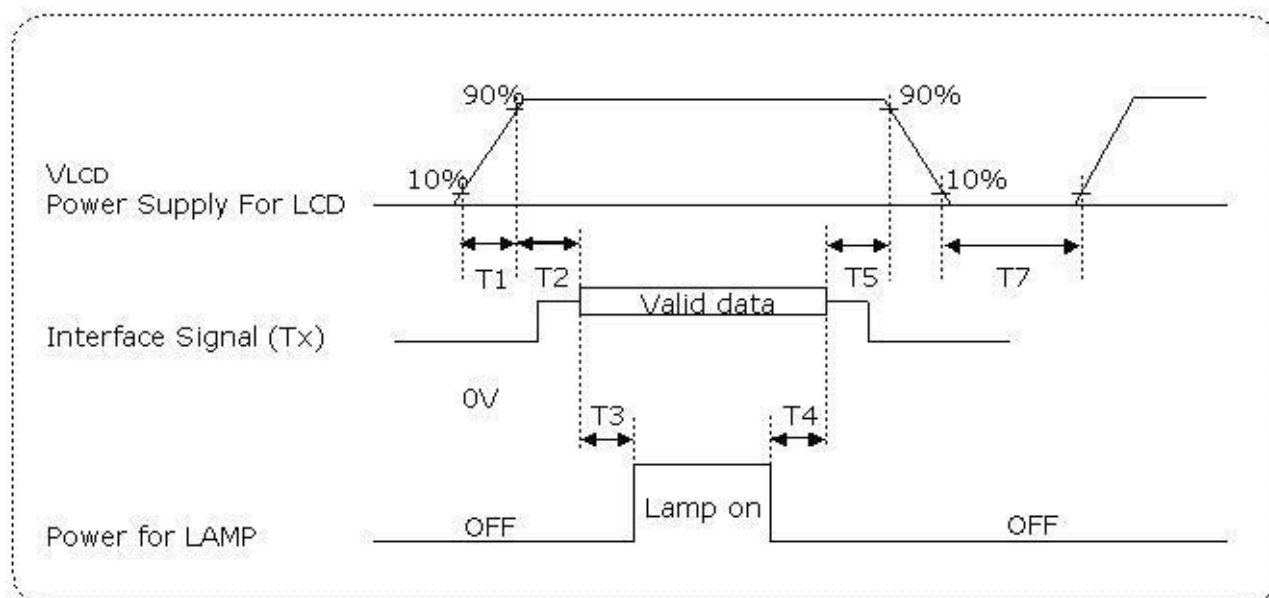 90%
90%
VLCD
10%
10%
Power Supply For LCD
T1
T2
T5
T7
Valid data
Interface Signal (Tx)
0V
T3
T4
Lamp on
Power for LAMP
OFF
OFF